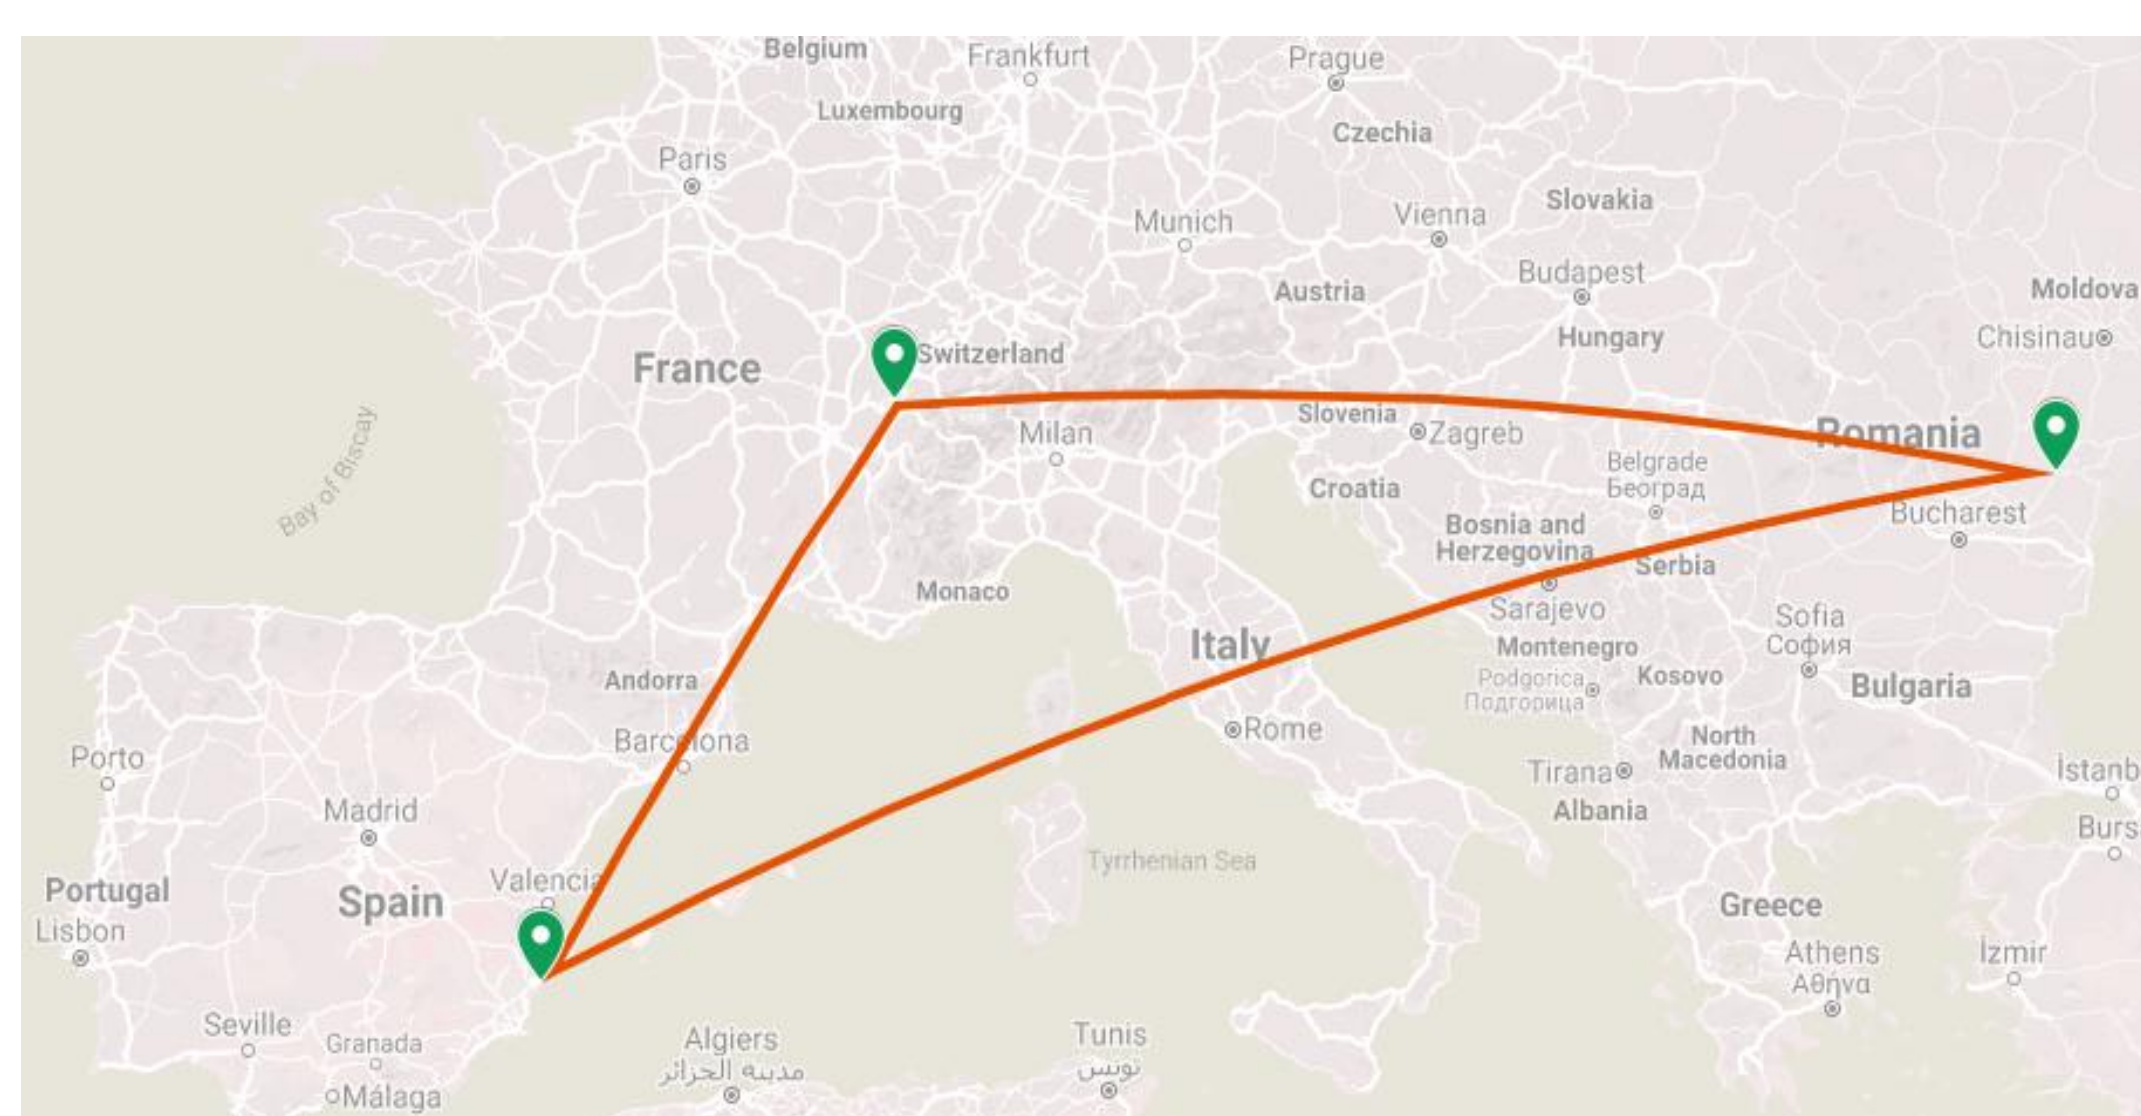 Belgium
Frankfurt
Prague
Luxembourg
Czechia
Paris
Slovakia
Munich
Vienna
Budapest
Austria
Moldova
Hungary
Chisinau
Switzerland
France
Slovenia
Milan
Zagreb
Romania
Bay of Biscay
Belgrade
Београд
Croatia
Bucharest
Bosnia and
Herzegovina
Serbia
Monaco
Sarajevo
Sofia
София
Italy
Montenegro
Andorra
Podgorica
Подгорица
Kosovo
Bulgaria
Rome
Barcelona
North
Macedonia
Porto
Tirana
İstanb
Madrid
Albania
Burs
Tyrrhenian Sea
Valencia
Portugal
Spain
Greece
Lisbon
Athens
Αθήνα
İzmir
Seville
Granada
Algiers
مدينة الجزائر
Tunis
تونس
Málaga